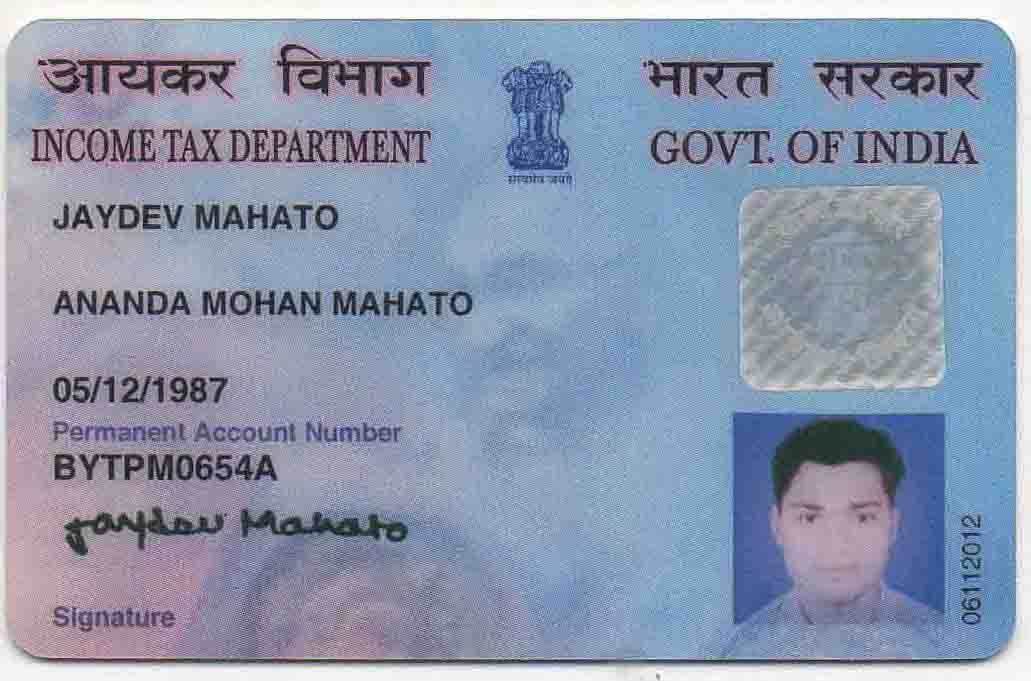 आयकर विभाग भारत सरकार
INCOME TAX DEPARTMENT GOVT. OF INDIA
सत्यमेव जयते
JAYDEV MAHATO
ANANDA MOHAN MAHATO
05/12/1987
Permanent Account Number
BYTPM0654A
Jaydev Mahato
Signature
06112012